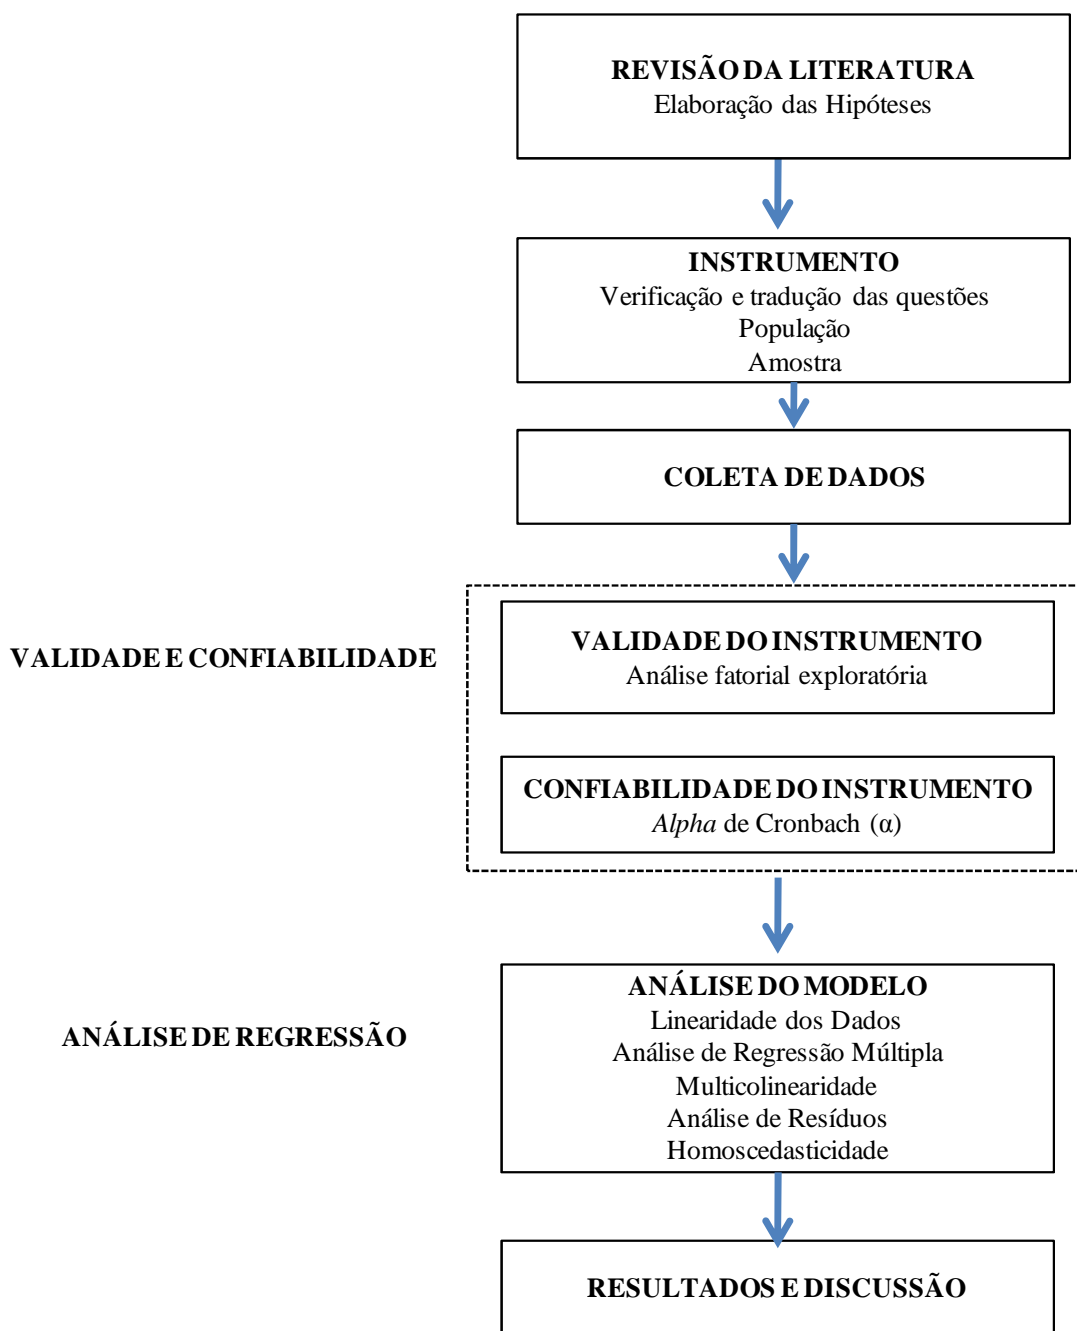 REVISÃO DA LITERATURA
Elaboração das Hipóteses
INSTRUMENTO
Verificação e tradução das questões
População
Amostra
COLETA DE DADOS
VALIDADE E CONFIABILIDADE
VALIDADE DO INSTRUMENTO
Análise fatorial exploratória
CONFIABILIDADE DO INSTRUMENTO
Alpha de Cronbach (α)
ANÁLISE DE REGRESSÃO
ANÁLISE DO MODELO
Linearidade dos Dados
Análise de Regressão Múltipla
Multicolinearidade
Análise de Resíduos
Homoscedasticidade
RESULTADOS E DISCUSSÃO